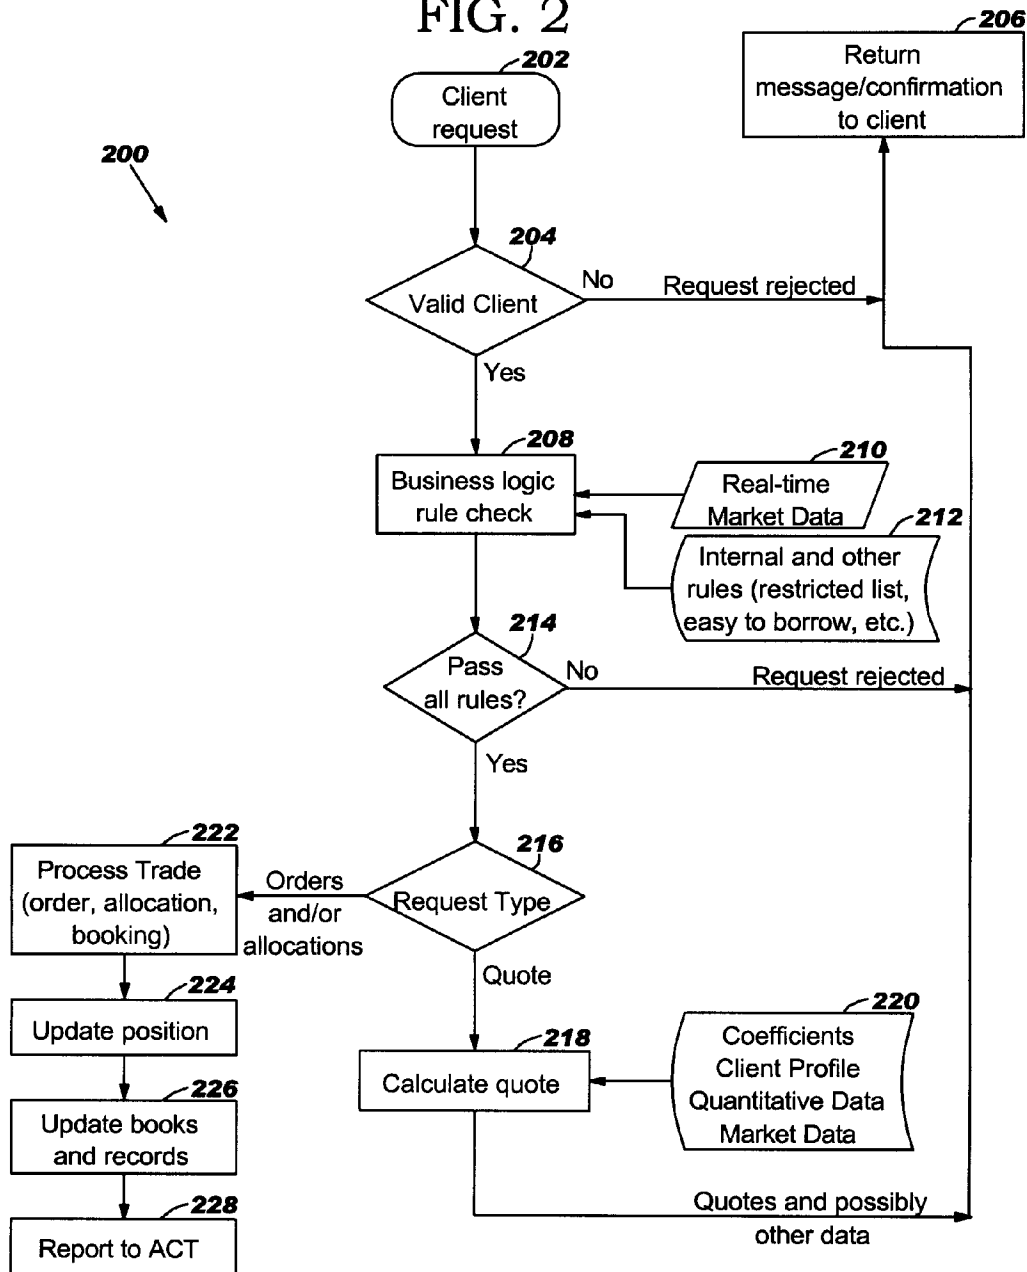 FIG. 2
202
206
Client
request
Return
message/confirmation
to client
200
204
Valid Client
No
Request rejected
Yes
208
Business logic
rule check
210
Real-time
Market Data
212
Internal and other
rules (restricted list,
easy to borrow, etc.)
214
Pass
all rules?
No
Request rejected
Yes
216
Request Type
Orders
and/or
allocations
222
Process Trade
(order, allocation,
booking)
Quote
224
Update position
218
Calculate quote
220
Coefficients
Client Profile
Quantitative Data
Market Data
226
Update books
and records
Quotes and possibly
other data
228
Report to ACT